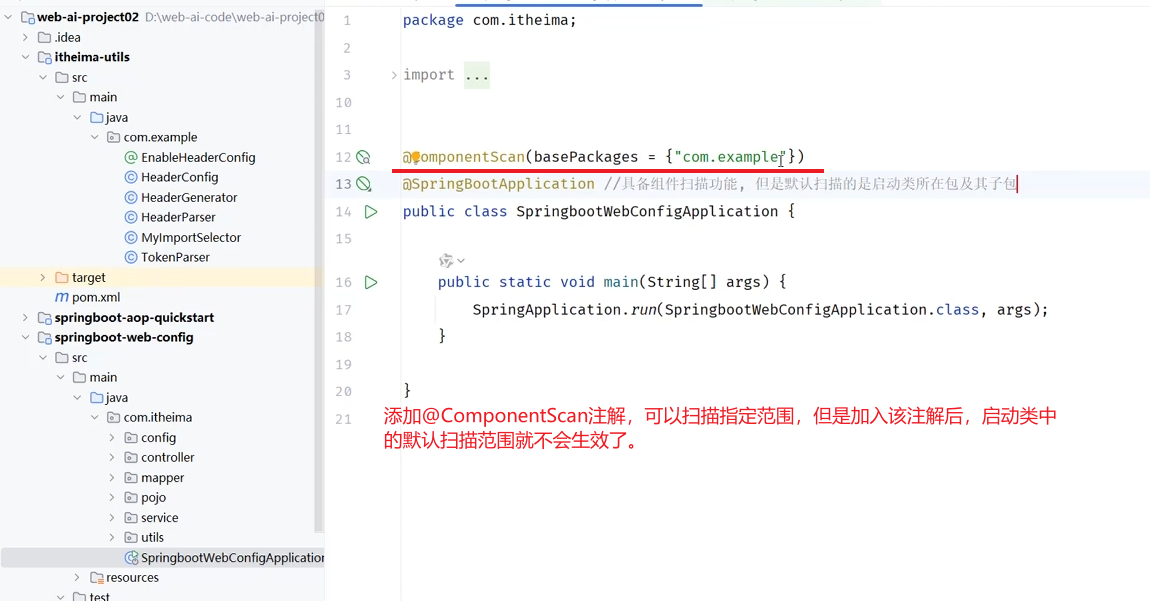 web-ai-project02 D:\web-ai-code\web-ai-project0
.idea
itheima-utils
src
main
java
com.example
EnableHeaderConfig
HeaderConfig
HeaderGenerator
HeaderParser
MyImportSelector
TokenParser
target
pom.xml
springboot-aop-quickstart
springboot-web-config
src
main
java
com.itheima
config
controller
mapper
pojo
service
utils
SpringbootWebConfigApplication
resources
test
1 package com.itheima;
2
3 import ...
10
11
12 @ComponentScan(basePackages = {"com.example"})
13 @SpringBootApplication //具备组件扫描功能, 但是默认扫描的是启动类所在包及其子包
14 public class SpringbootWebConfigApplication {
15
16 public static void main(String[] args) {
17 SpringApplication.run(SpringbootWebConfigApplication.class, args);
18 }
19
20 }
21
添加@ComponentScan注解，可以扫描指定范围，但是加入该注解后，启动类中
的默认扫描范围就不会生效了。